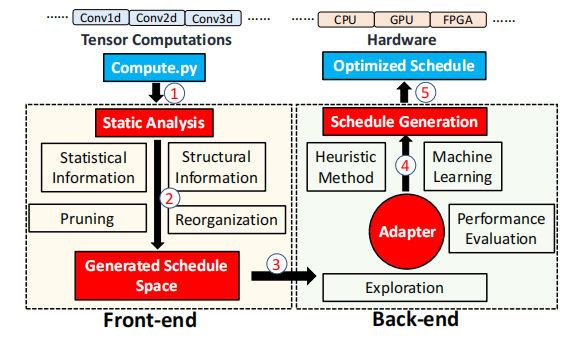 ...... Conv1d Conv2d Conv3d ......
Tensor Computations
Compute.py
1
Static Analysis
Statistical
Information
Structural
Information
2
Pruning
Reorganization
Generated Schedule
Space
3
Front-end
...... CPU GPU FPGA ......
Hardware
Optimized Schedule
5
Schedule Generation
Heuristic
Method
4
Machine
Learning
Adapter
Performance
Evaluation
Exploration
Back-end